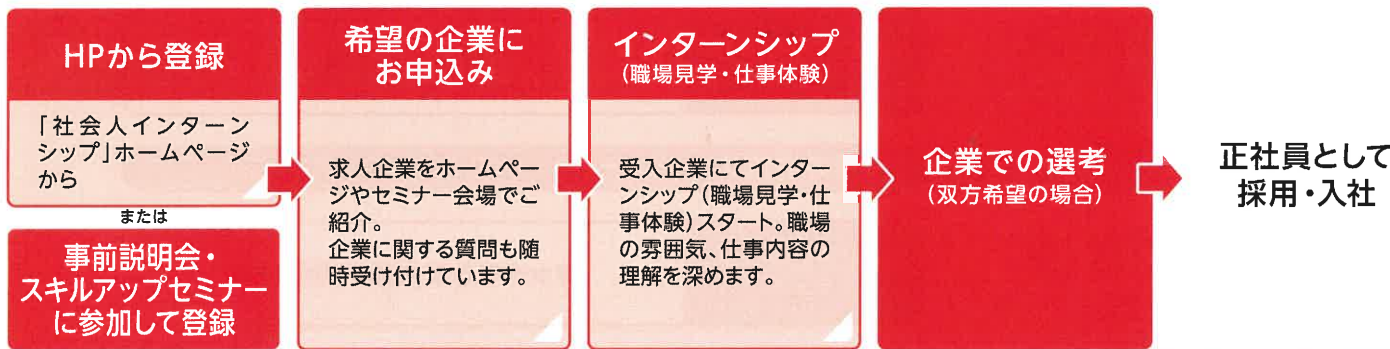 HPから登録
「社会人インターン
シップ」ホームページ
から
または
事前説明会・
スキルアップセミナー
に参加して登録
希望の企業に
お申込み
求人企業をホームペー
ジやセミナー会場でご
紹介。
企業に関する質問も随
時受け付けています。
インターンシップ
(職場見学・仕事体験)
受入企業にてインター
ンシップ(職場見学・仕
事体験)スタート。職場
の雰囲気、仕事内容の
理解を深めます。
企業での選考
(双方希望の場合)
正社員として
採用・入社